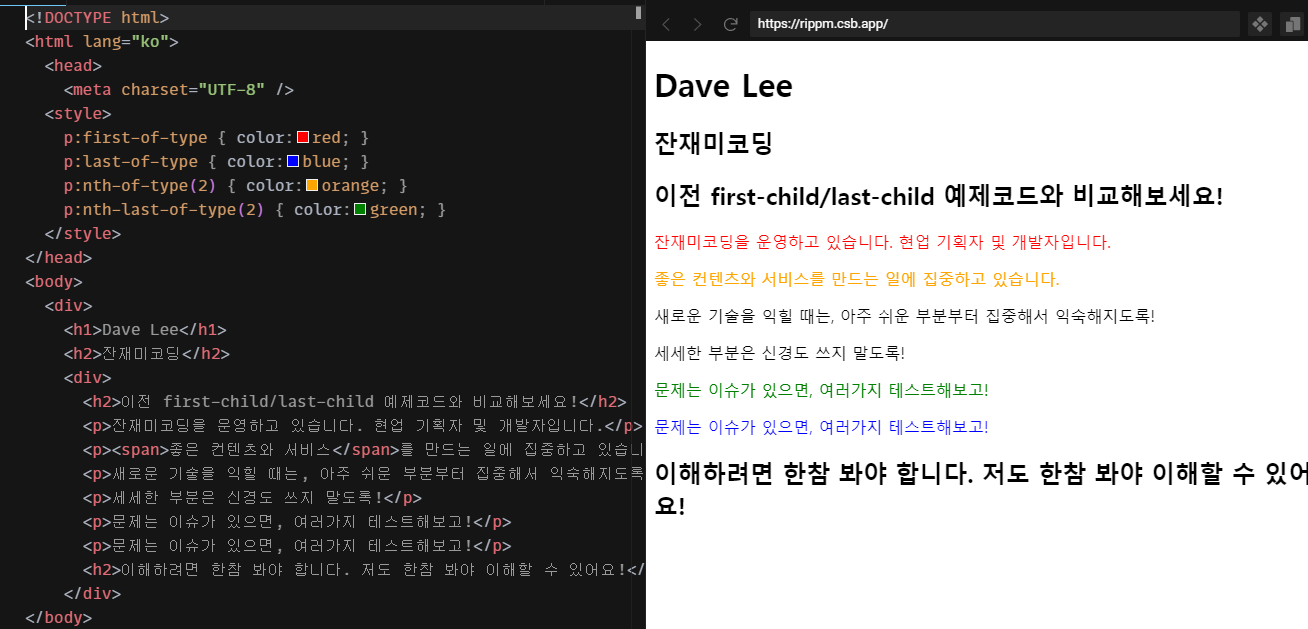 <!DOCTYPE html>
<html lang="ko">
<head>
<meta charset="UTF-8" />
<style>
p:first-of-type { color: red; }
p:last-of-type { color: blue; }
p:nth-of-type(2) { color: orange; }
p:nth-last-of-type(2) { color: green; }
</style>
</head>
<body>
<div>
<h1>Dave Lee</h1>
<h2>잔재미코딩</h2>
<div>
<h2>이전 first-child/last-child 예제코드와 비교해보세요!</h2>
<p>잔재미코딩을 운영하고 있습니다. 현업 기획자 및 개발자입니다.</p>
<p><span>좋은 컨텐츠와 서비스</span>를 만드는 일에 집중하고 있습니
<p>새로운 기술을 익힐 때는, 아주 쉬운 부분부터 집중해서 익숙해지도록
<p>세세한 부분은 신경도 쓰지 말도록!</p>
<p>문제는 이슈가 있으면, 여러가지 테스트해보고!</p>
<p>문제는 이슈가 있으면, 여러가지 테스트해보고!</p>
<h2>이해하려면 한참 봐야 합니다. 저도 한참 봐야 이해할 수 있어요!</
</div>
</body>
https://rippm.csb.app/
Dave Lee
잔재미코딩
이전 first-child/last-child 예제코드와 비교해보세요!
잔재미코딩을 운영하고 있습니다. 현업 기획자 및 개발자입니다.
좋은 컨텐츠와 서비스를 만드는 일에 집중하고 있습니다.
새로운 기술을 익힐 때는, 아주 쉬운 부분부터 집중해서 익숙해지도록!
세세한 부분은 신경도 쓰지 말도록!
문제는 이슈가 있으면, 여러가지 테스트해보고!
문제는 이슈가 있으면, 여러가지 테스트해보고!
이해하려면 한참 봐야 합니다. 저도 한참 봐야 이해할 수 있어
요!